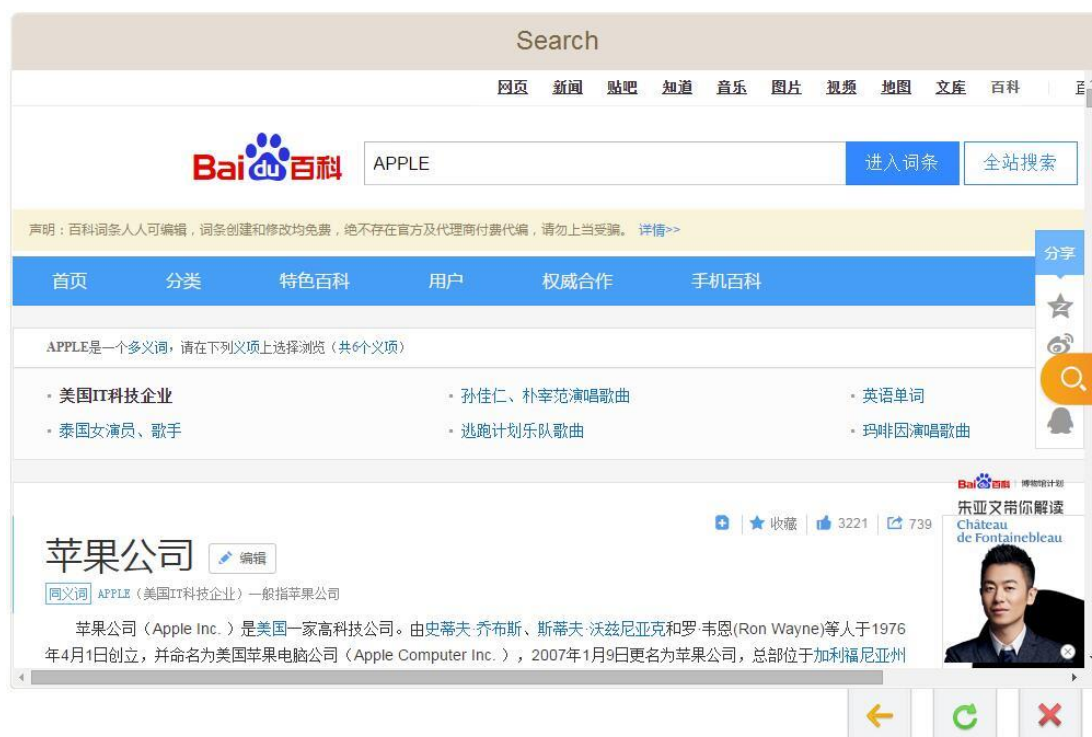 Search
网页 新闻 贴吧 知道 音乐 图片 视频 地图 文库 百科
Bai du 百科 APPLE 进入词条 全站搜索
声明：百科词条人人可编辑，词条创建和修改均免费，绝不存在官方及代理商付费代编，请勿上当受骗。 详情>>
分享
首页 分类 特色百科 用户 权威合作 手机百科
APPLE是一个多义词，请在下列义项上选择浏览（共6个义项）
· 美国IT科技企业 · 孙佳仁、朴宰范演唱歌曲 · 英语单词
· 泰国女演员、歌手 · 逃跑计划乐队歌曲 · 玛啡因演唱歌曲
Bai du 百科 博物馆计划
朱亚文带你解读
收藏 3221 739
Château
de Fontainebleau
苹果公司 编辑
同义词 APPLE（美国IT科技企业）一般指苹果公司
苹果公司（Apple Inc. ）是美国一家高科技公司。由史蒂夫·乔布斯、斯蒂夫·沃兹尼亚克和罗·韦恩(Ron Wayne)等人于1976
年4月1日创立，并命名为美国苹果电脑公司（Apple Computer Inc. ），2007年1月9日更名为苹果公司，总部位于加利福尼亚州